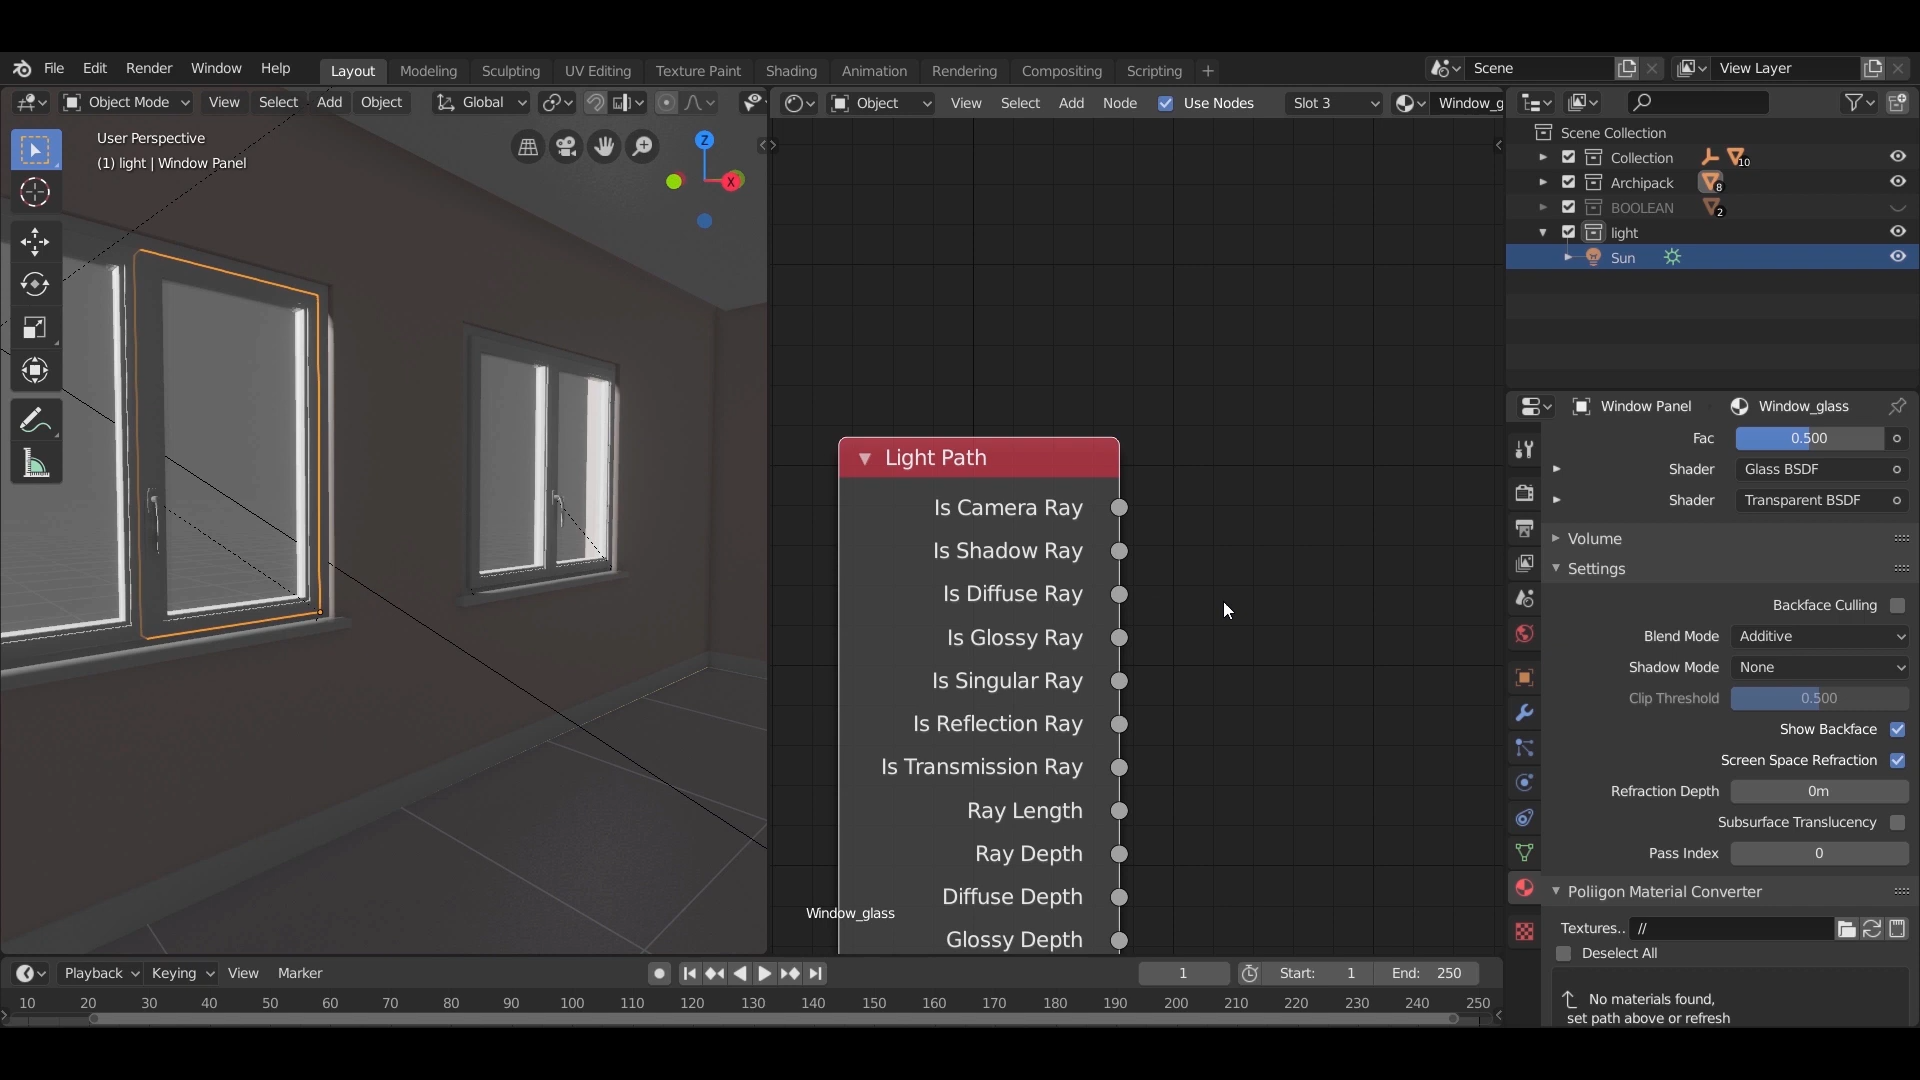 File Edit Render Window Help Layout Modeling Sculpting UV Editing Texture Paint Shading Animation Rendering Compositing Scripting + Scene View Layer
Object Mode View Select Add Object Global
User Perspective
(1) light | Window Panel
Z
X
Object View Select Add Node Use Nodes Slot 3 Window_g
Light Path
Is Camera Ray
Is Shadow Ray
Is Diffuse Ray
Is Glossy Ray
Is Singular Ray
Is Reflection Ray
Is Transmission Ray
Ray Length
Ray Depth
Diffuse Depth
Glossy Depth
Window_glass
Scene Collection
Collection 10
Archipack 8
BOOLEAN 2
light
Sun
Window Panel Window_glass
Fac 0.500
Shader Glass BSDF
Shader Transparent BSDF
Volume
Settings
Backface Culling
Blend Mode Additive
Shadow Mode None
Clip Threshold 0.500
Show Backface
Screen Space Refraction
Refraction Depth 0m
Subsurface Translucency
Pass Index 0
Poliigon Material Converter
Textures.. //
Deselect All
No materials found,
set path above or refresh
Playback Keying View Marker 1 Start: 1 End: 250
10 20 30 40 50 60 70 80 90 100 110 120 130 140 150 160 170 180 190 200 210 220 230 240 250